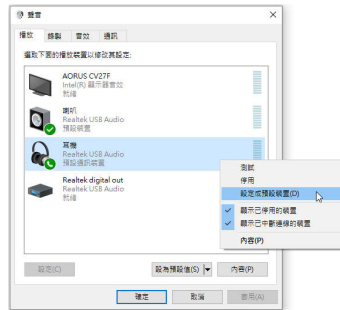 聲音
播放 錄製 音效 通訊
選取下面的播放裝置以修改其設定:
AORUS CV27F
Intel(R) 顯示器音效
就緒
喇叭
Realtek USB Audio
預設裝置
耳機
Realtek USB Audio
預設通訊裝置
Realtek digital out
Realtek USB Audio
就緒
測試
停用
設定成預設裝置(D)
顯示已停用的裝置
顯示已中斷連線的裝置
內容(P)
設定(C) 設為預設值(S) 內容(P)
確定 取消 套用(A)